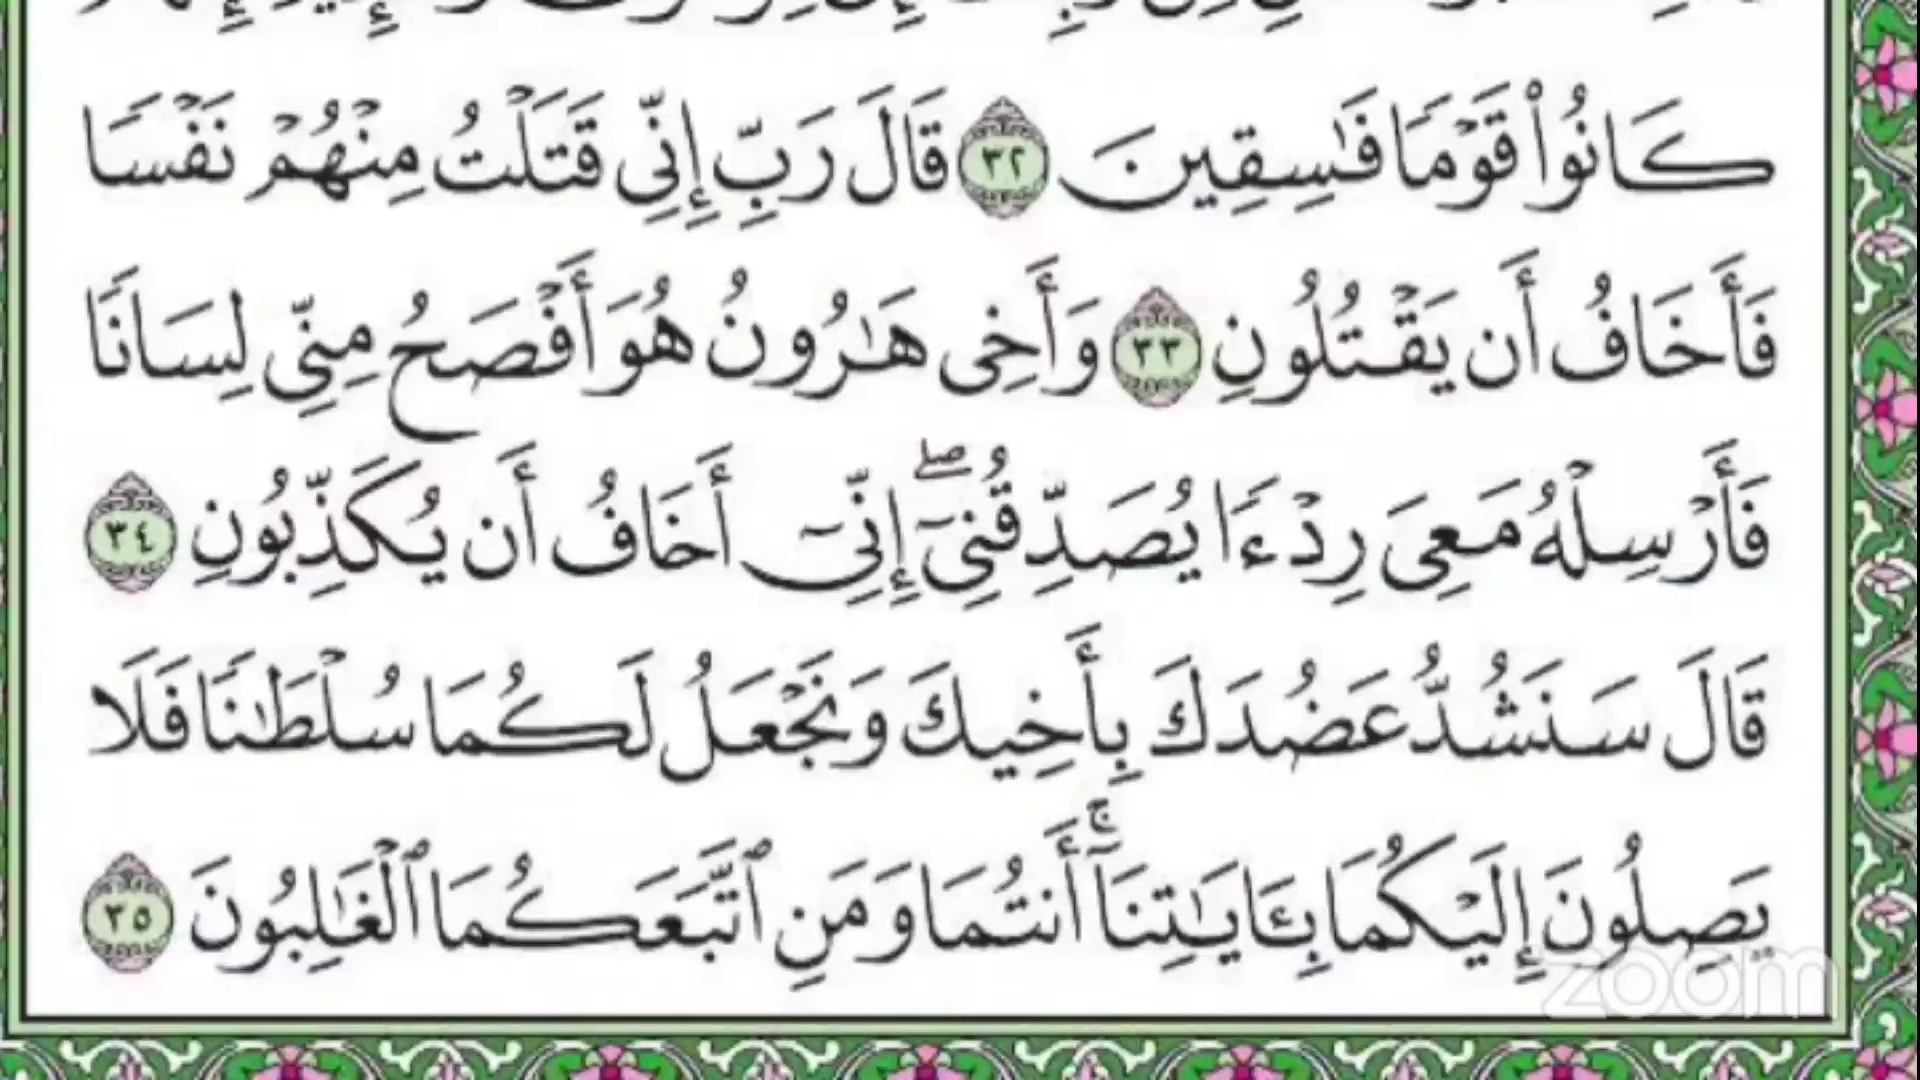 كَانُوا۟ قَوْمًا فَـٰسِقِينَ ٣٢ قَالَ رَبِّ إِنِّى قَتَلْتُ مِنْهُمْ نَفْسًا
فَأَخَافُ أَن يَقْتُلُونِ ٣٣ وَأَخِى هَـٰرُونُ هُوَ أَفْصَحُ مِنِّى لِسَانًا
فَأَرْسِلْهُ مَعِىَ رِدْءًا يُصَدِّقُنِىٓ ۖ إِنِّىٓ أَخَافُ أَن يُكَذِّبُونِ ٣٤
قَالَ سَنَشُدُّ عَضُدَكَ بِأَخِيكَ وَنَجْعَلُ لَكُمَا سُلْطَـٰنًا فَلَا
يَصِلُونَ إِلَيْكُمَا بِـَٔايَـٰتِنَآ ۚ أَنتُمَا وَمَنِ ٱتَّبَعَكُمَا ٱلْغَـٰلِبُونَ ٣٥
zoom